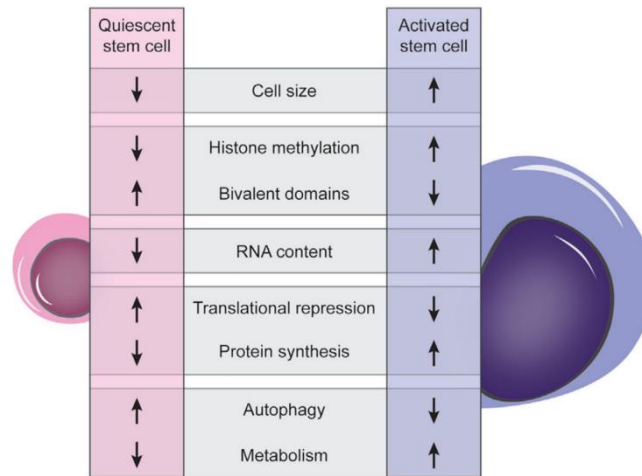 Quiescent
stem cell
Activated
stem cell
↓ Cell size ↑
↓ Histone methylation ↑
↑ Bivalent domains ↓
↓ RNA content ↑
↑ Translational repression ↓
↓ Protein synthesis ↑
↑ Autophagy ↓
↓ Metabolism ↑